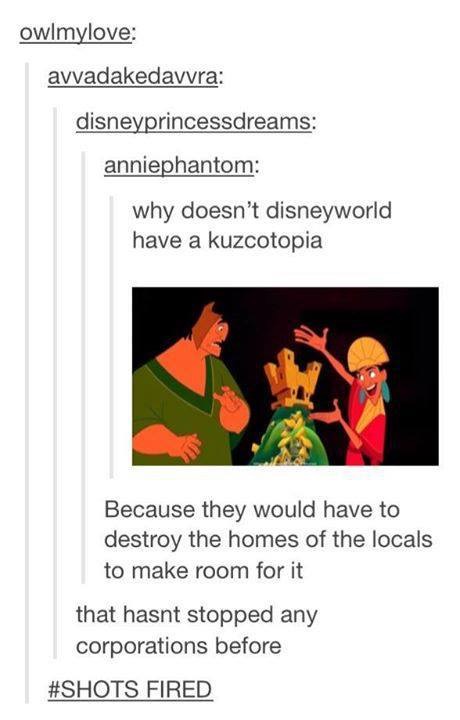 owlmylove:
avvadakedavvra:
disneyprincessdreams:
anniephantom:
why doesn't disneyworld
have a kuzcotopia
Because they would have to
destroy the homes of the locals
to make room for it
that hasnt stopped any
corporations before
#SHOTS FIRED